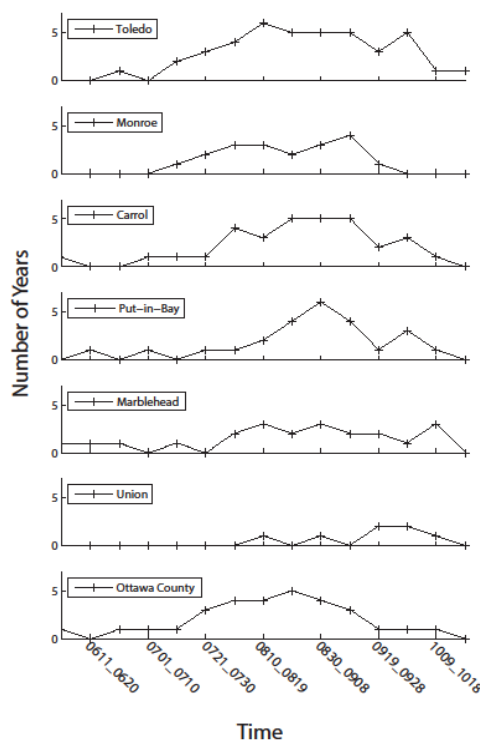 5
0
Toledo
5
0
Monroe
5
0
Carrol
5
0
Put-in-Bay
5
0
Marblehead
5
0
Union
5
0
Ottawa County
Number of Years
0611_0620
0701_0710
0721_0730
0810_0819
0830_0908
0919_0928
1009_1018
Time